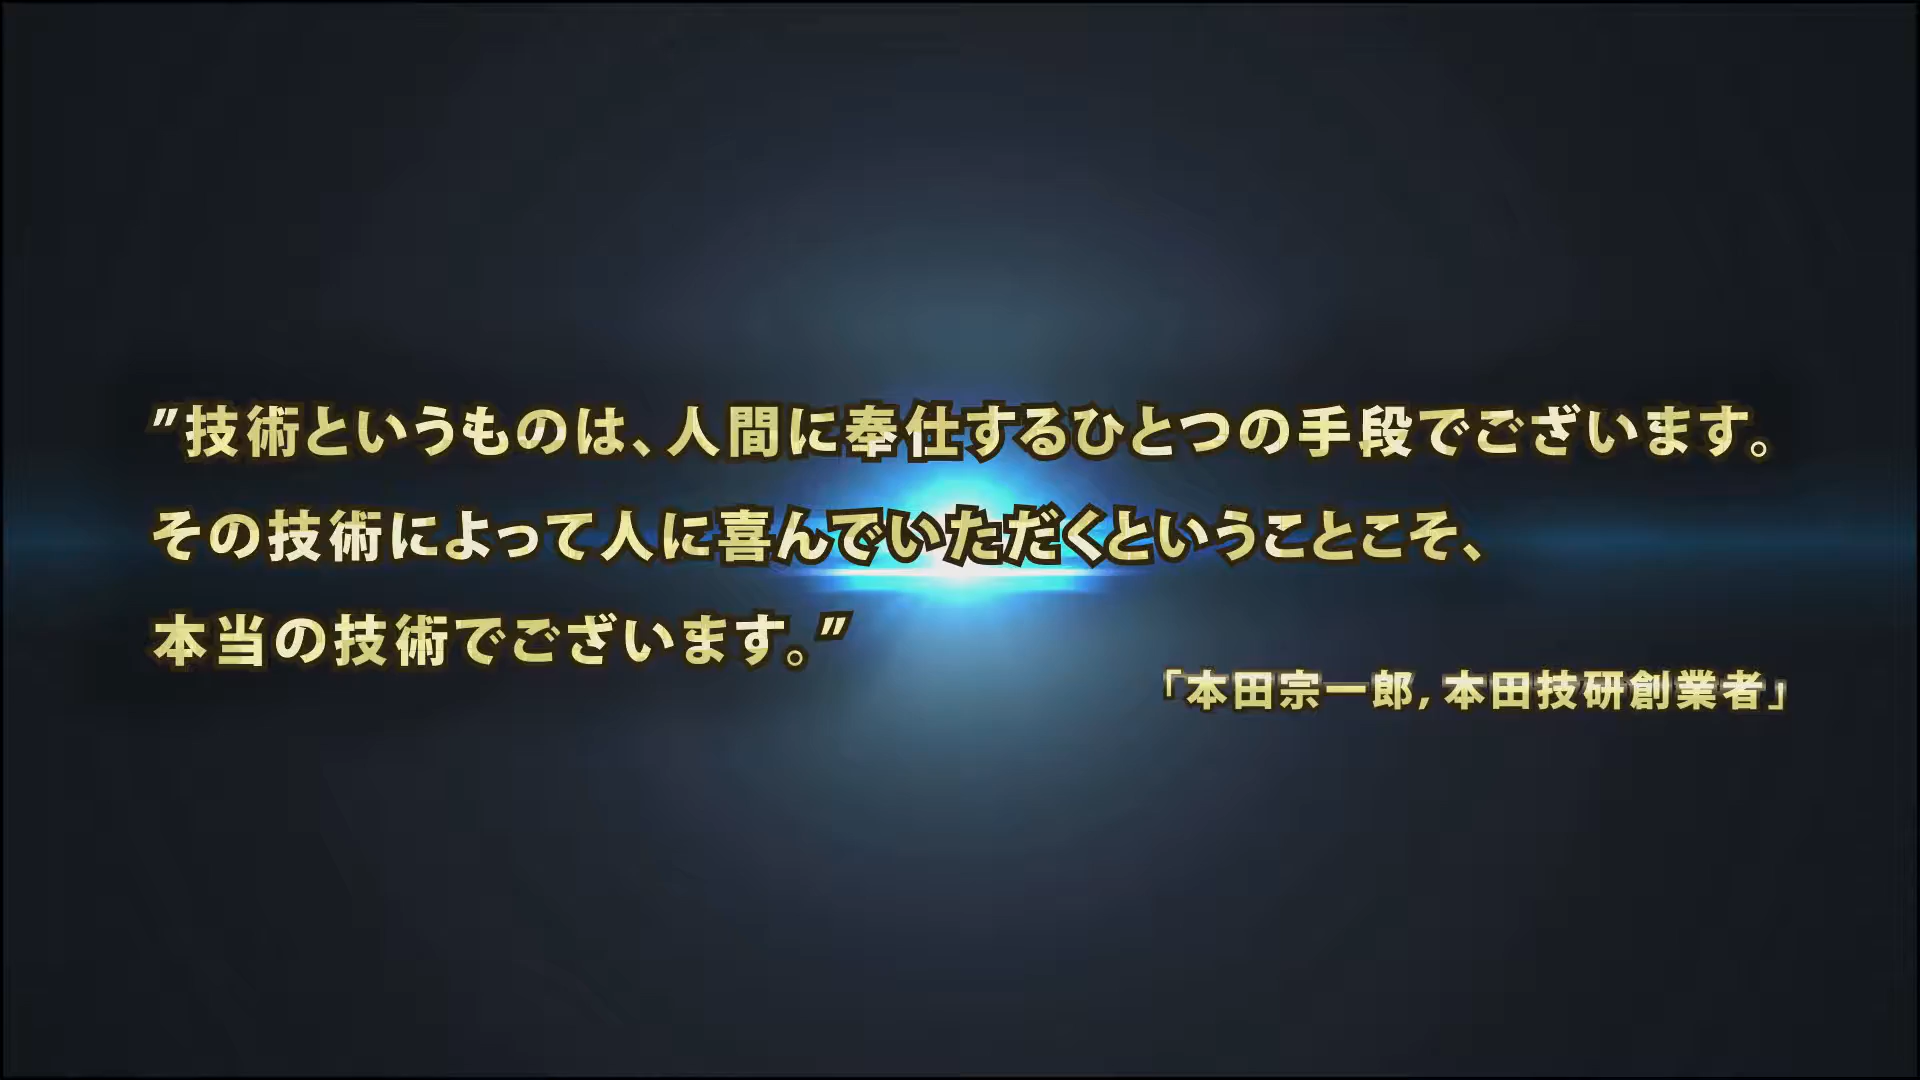 ”技術というものは、人間に奉仕するひとつの手段でございます。
その技術によって人に喜んでいただくということこそ、
本当の技術でございます。”
「本田宗一郎, 本田技研創業者」